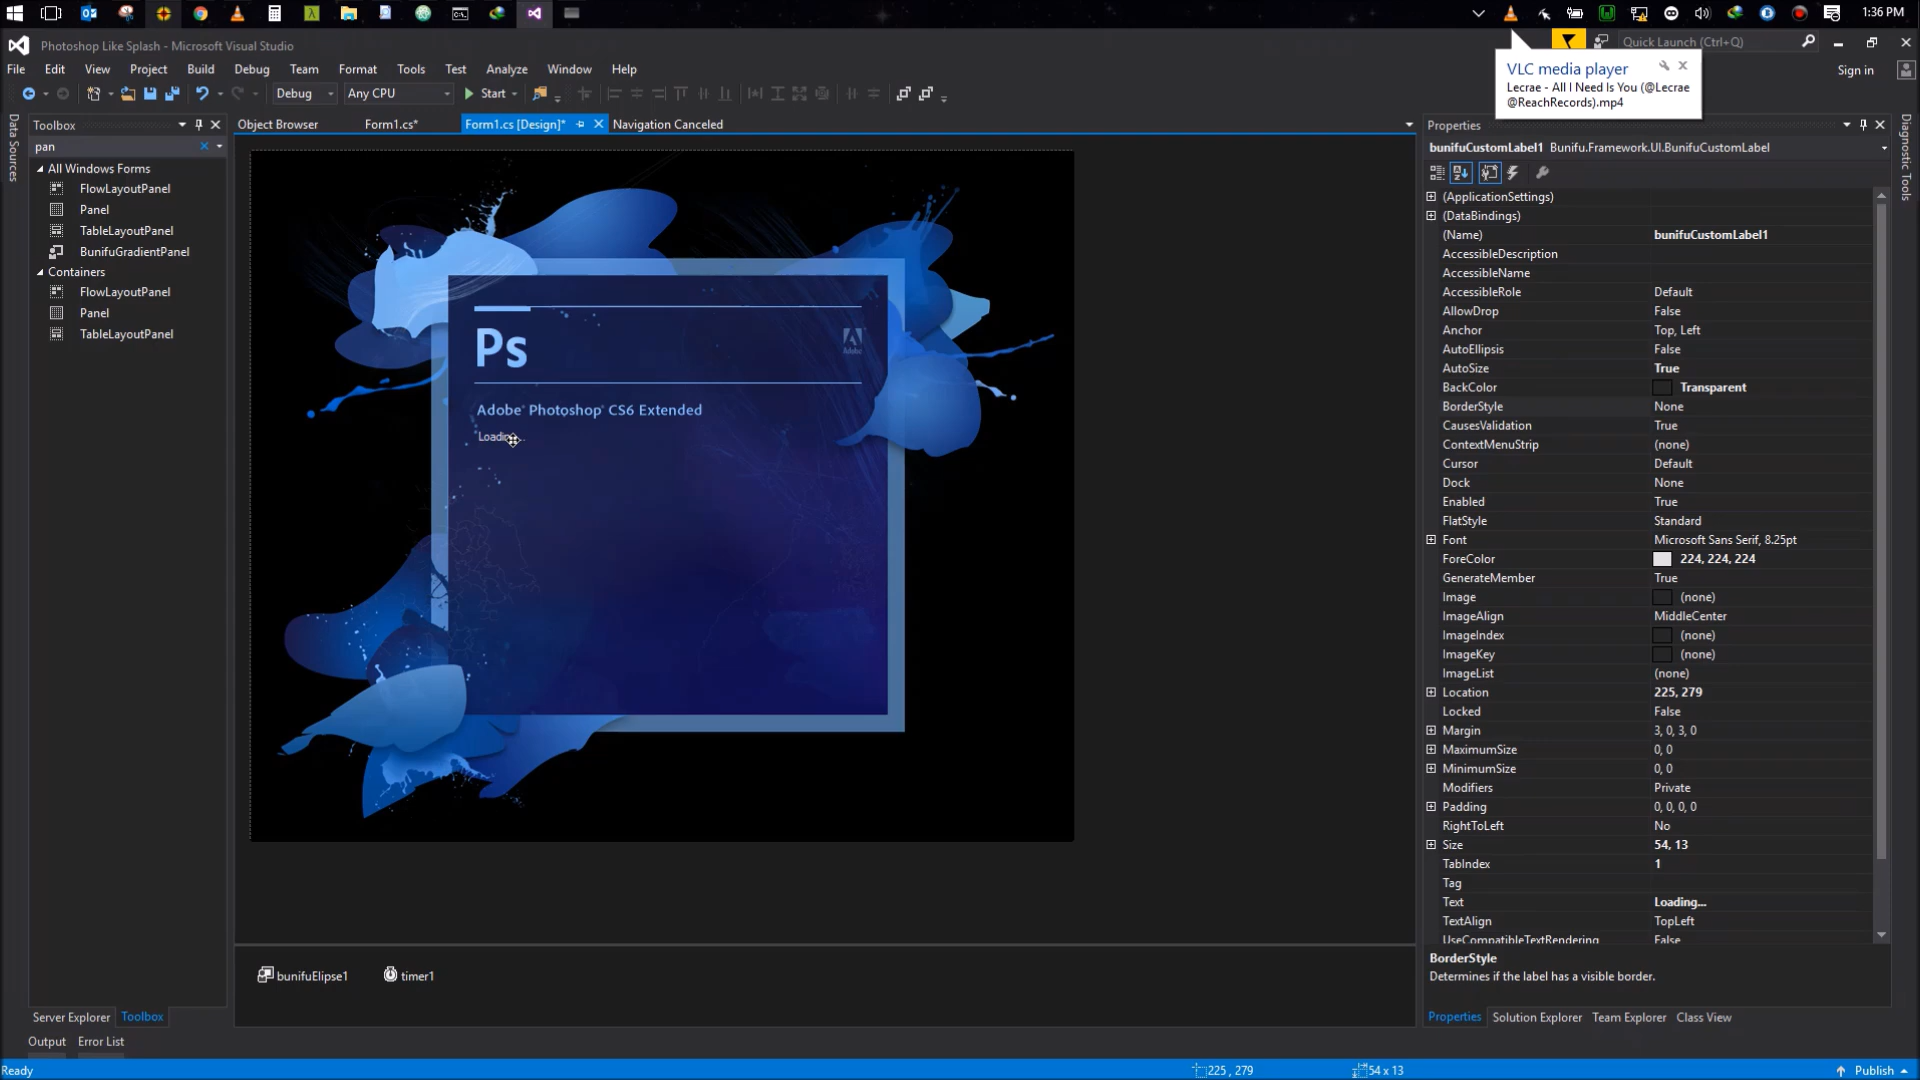 1:36 PM
Photoshop Like Splash - Microsoft Visual Studio
Quick Launch (Ctrl+Q)
VLC media player
Lecrae - All I Need Is You (@Lecrae
@ReachRecords).mp4
File Edit View Project Build Debug Team Format Tools Test Analyze Window Help
Sign in
Debug Any CPU Start
Data Sources
Toolbox
pan
All Windows Forms
FlowLayoutPanel
Panel
TableLayoutPanel
BunifuGradientPanel
Containers
FlowLayoutPanel
Panel
TableLayoutPanel
Server Explorer Toolbox
Output Error List
Object Browser Form1.cs* Form1.cs [Design]* Navigation Canceled
Ps
Adobe
Adobe® Photoshop® CS6 Extended
bunifuElipse1 timer1
Properties
bunifuCustomLabel1 Bunifu.Framework.UI.BunifuCustomLabel
(ApplicationSettings)
(DataBindings)
(Name) bunifuCustomLabel1
AccessibleDescription
AccessibleName
AccessibleRole Default
AllowDrop False
Anchor Top, Left
AutoEllipsis False
AutoSize True
BackColor Transparent
BorderStyle None
CausesValidation True
ContextMenuStrip (none)
Cursor Default
Dock None
Enabled True
FlatStyle Standard
Font Microsoft Sans Serif, 8.25pt
ForeColor 224, 224, 224
GenerateMember True
Image (none)
ImageAlign MiddleCenter
ImageIndex (none)
ImageKey (none)
ImageList (none)
Location 225, 279
Locked False
Margin 3, 0, 3, 0
MaximumSize 0, 0
MinimumSize 0, 0
Modifiers Private
Padding 0, 0, 0, 0
RightToLeft No
Size 54, 13
TabIndex 1
Tag
Text Loading...
TextAlign TopLeft
UseCompatibleTextRendering False
BorderStyle
Determines if the label has a visible border.
Properties Solution Explorer Team Explorer Class View
Diagnostic Tools
Ready 225 , 279 54 x 13 Publish